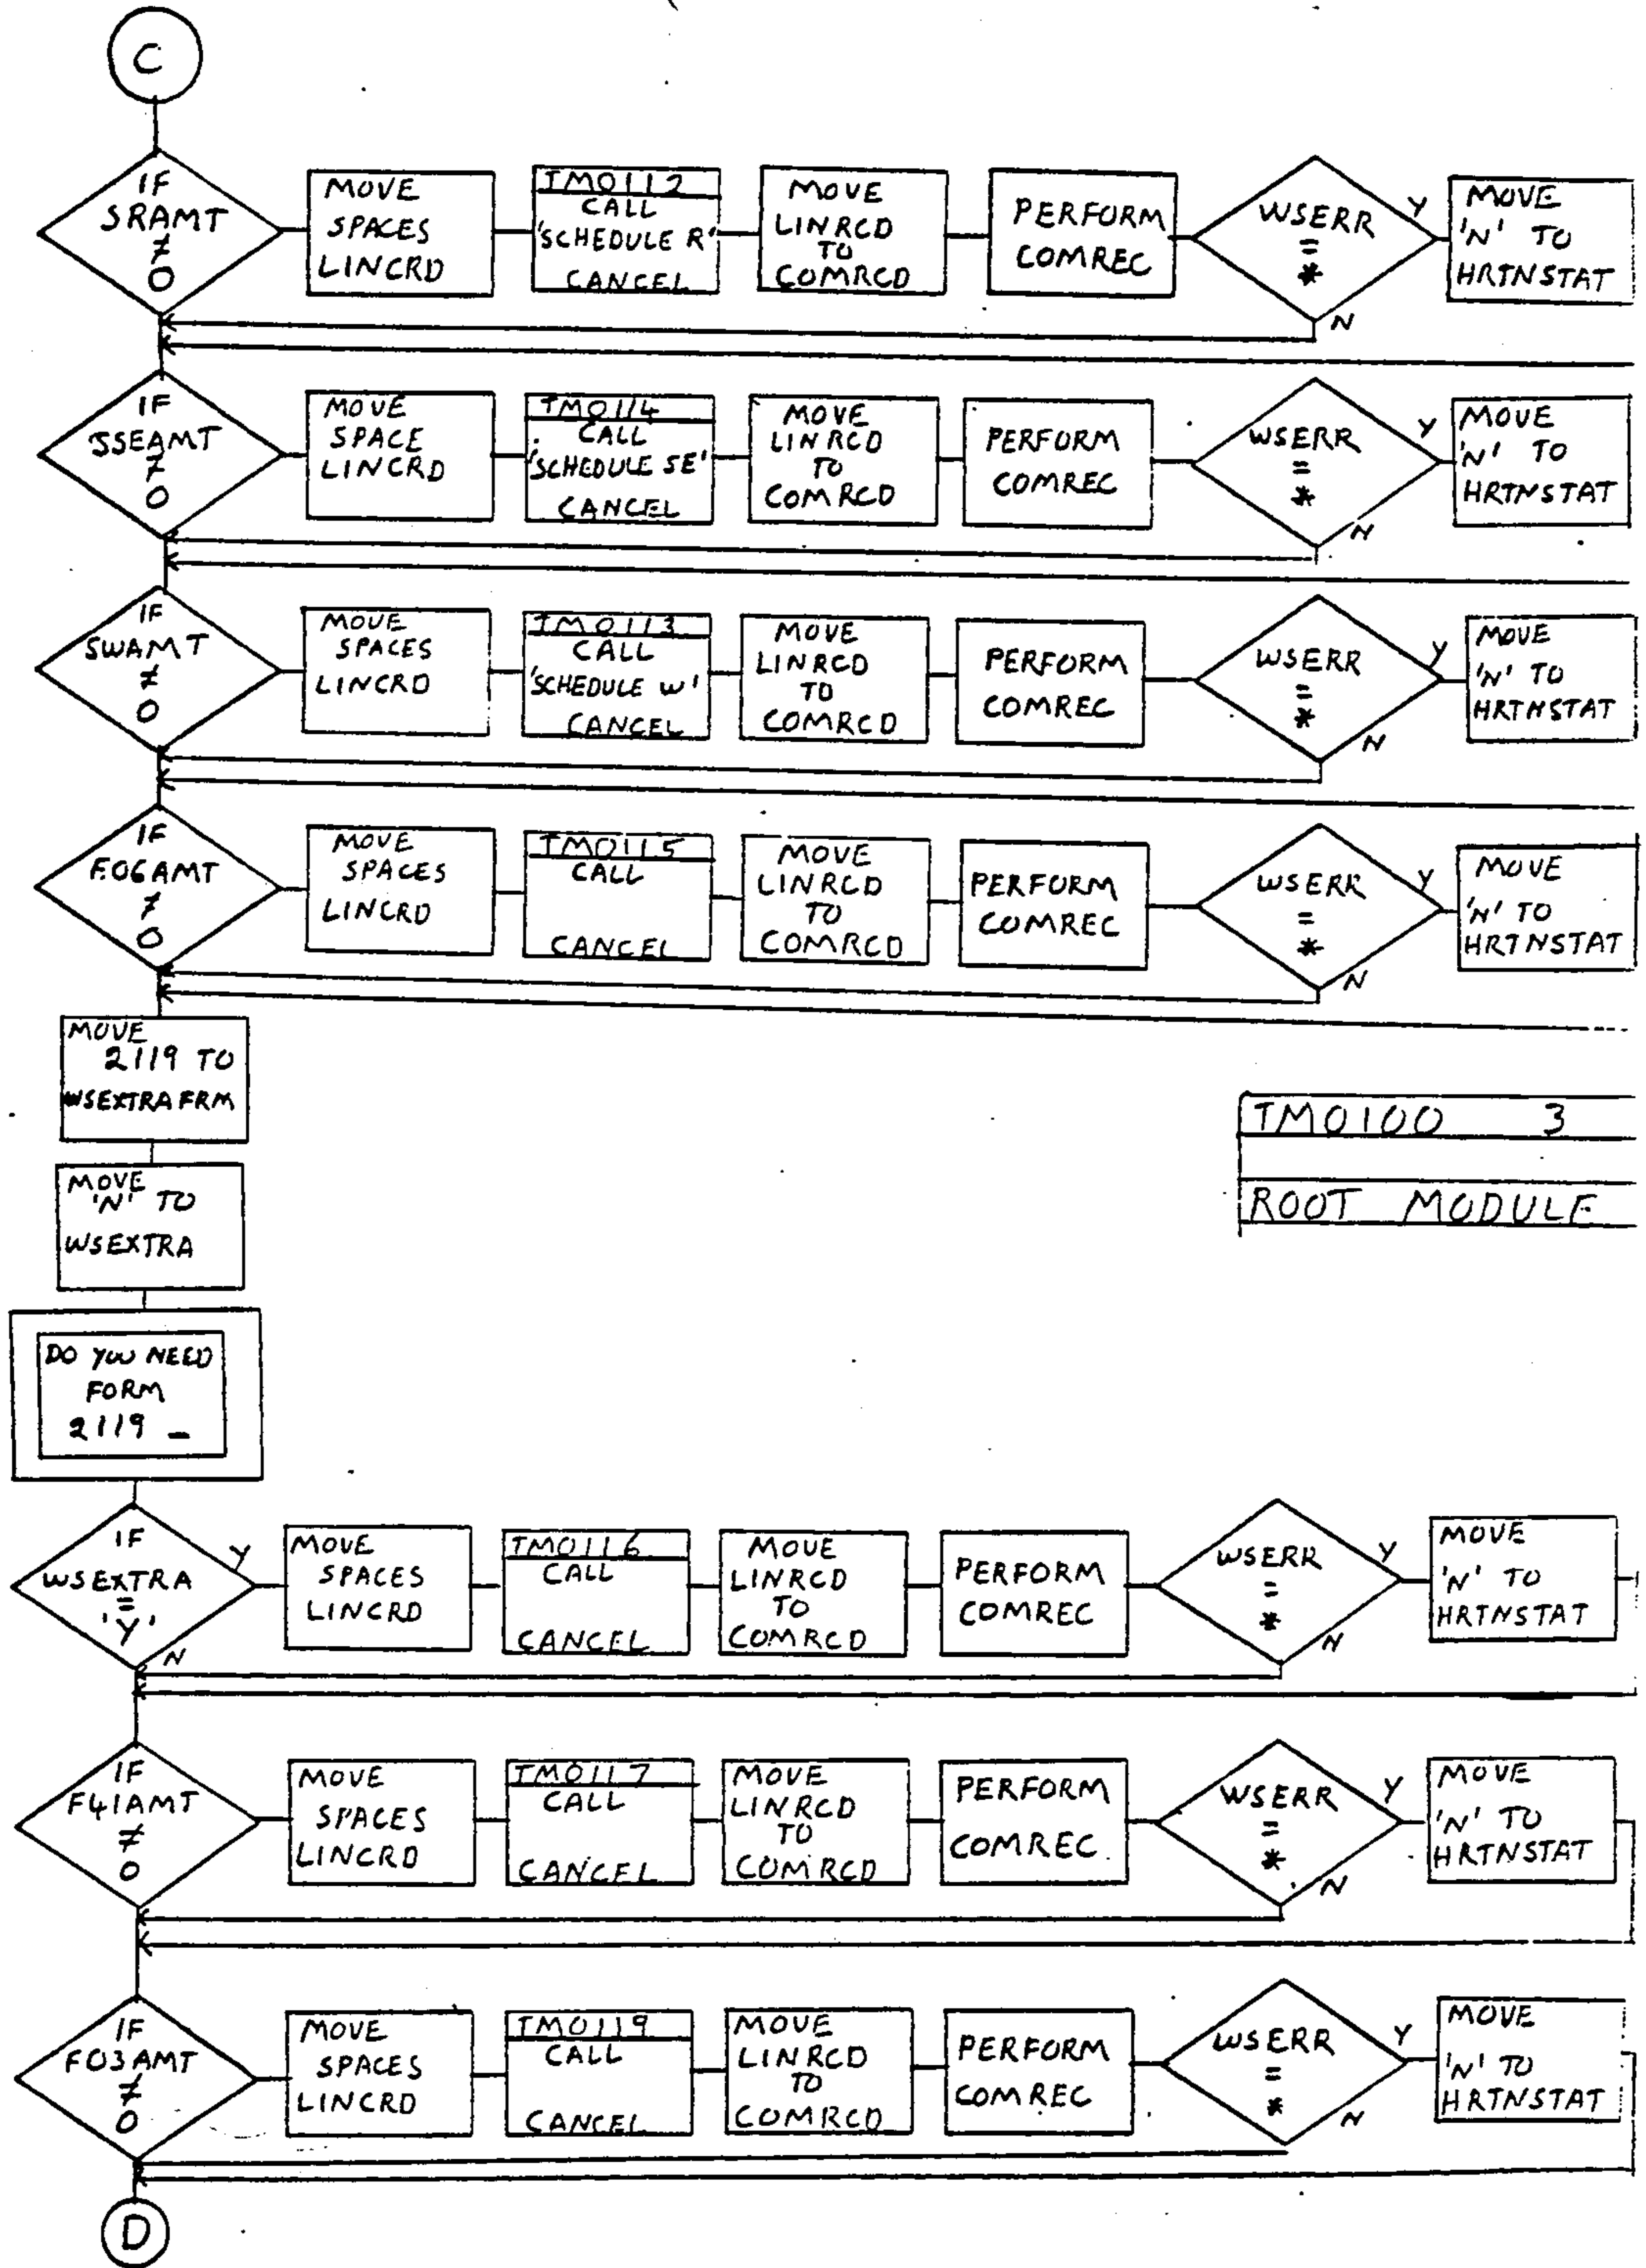 C
IF
SRAMT
≠
0
MOVE
SPACES
LINCRD
TM0112
CALL
'SCHEDULE R'
CANCEL
MOVE
LINRCD
TO
COMRCD
PERFORM
COMREC
WSERR
=
*
Y
N
MOVE
'N' TO
HRTNSTAT
IF
SSEAMT
≠
0
MOVE
SPACE
LINCRD
TM0114
CALL
'SCHEDULE SE'
CANCEL
MOVE
LINRCD
TO
COMRCD
PERFORM
COMREC
WSERR
=
*
Y
N
MOVE
'N' TO
HRTNSTAT
IF
SWAMT
≠
0
MOVE
SPACES
LINCRD
TM0113
CALL
'SCHEDULE W'
CANCEL
MOVE
LINRCD
TO
COMRCD
PERFORM
COMREC
WSERR
=
*
Y
N
MOVE
'N' TO
HRTNSTAT
IF
F06AMT
≠
0
MOVE
SPACES
LINCRD
TM0115
CALL
CANCEL
MOVE
LINRCD
TO
COMRCD
PERFORM
COMREC
WSERR
=
*
Y
N
MOVE
'N' TO
HRTNSTAT
MOVE
2119 TO
WSEXTRAFRM
TM0100 3
ROOT MODULE
MOVE
'N' TO
WSEXTRA
DO YOU NEED
FORM
2119 _
IF
WSEXTRA
=
'Y'
Y
N
MOVE
SPACES
LINCRD
TM0116
CALL
CANCEL
MOVE
LINRCD
TO
COMRCD
PERFORM
COMREC
WSERR
=
*
Y
N
MOVE
'N' TO
HRTNSTAT
IF
F41AMT
≠
0
MOVE
SPACES
LINCRD
TM0117
CALL
CANCEL
MOVE
LINRCD
TO
COMRCD
PERFORM
COMREC.
WSERR
=
*
Y
N
MOVE
'N' TO
HRTNSTAT
IF
F03AMT
≠
0
MOVE
SPACES
LINCRD
TM0119
CALL
CANCEL
MOVE
LINRCD
TO
COMRCD
PERFORM
COMREC
WSERR
=
*
Y
N
MOVE
'N' TO
HRTNSTAT
D